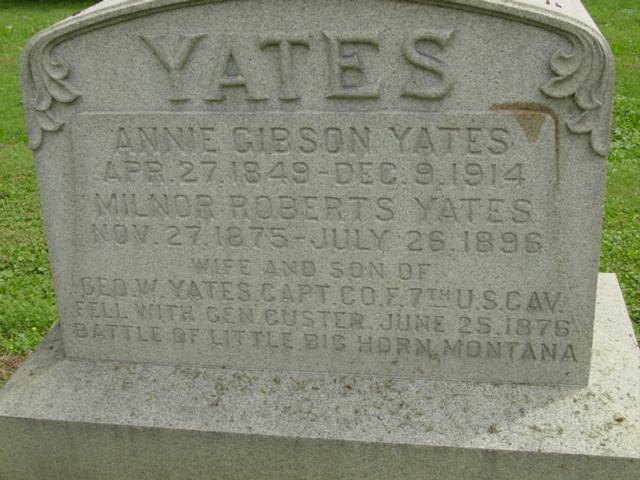 YATES
ANNIE GIBSON YATES
APR. 27, 1849 - DEC. 9, 1914
MILNOR ROBERTS YATES
NOV. 27, 1875 - JULY 26, 1896
WIFE AND SON OF
GEO. W. YATES, CAPT. CO. F. 7TH U.S. CAV.
FELL WITH GEN. CUSTER, JUNE 25, 1876
BATTLE OF LITTLE BIG HORN, MONTANA